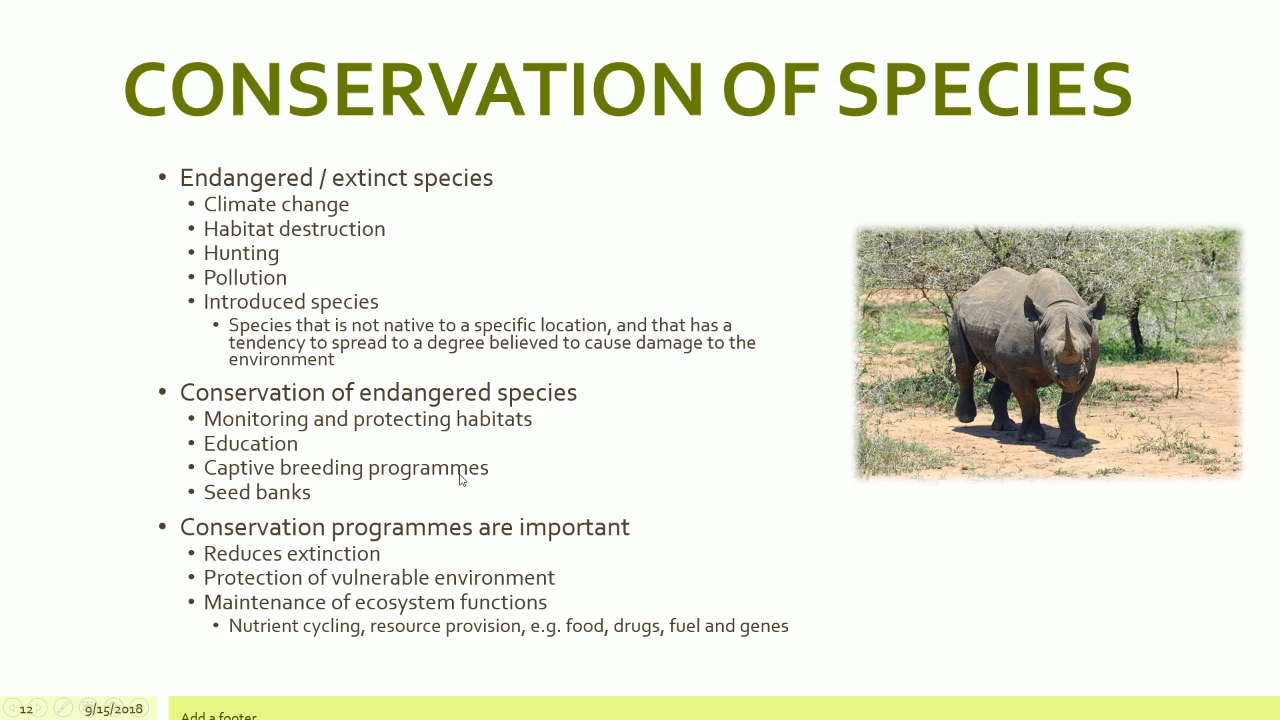 CONSERVATION OF SPECIES
• Endangered / extinct species
• Climate change
• Habitat destruction
• Hunting
• Pollution
• Introduced species
• Species that is not native to a specific location, and that has a
tendency to spread to a degree believed to cause damage to the
environment
• Conservation of endangered species
• Monitoring and protecting habitats
• Education
• Captive breeding programmes
• Seed banks
• Conservation programmes are important
• Reduces extinction
• Protection of vulnerable environment
• Maintenance of ecosystem functions
• Nutrient cycling, resource provision, e.g. food, drugs, fuel and genes
12
9/15/2018
Add a footer